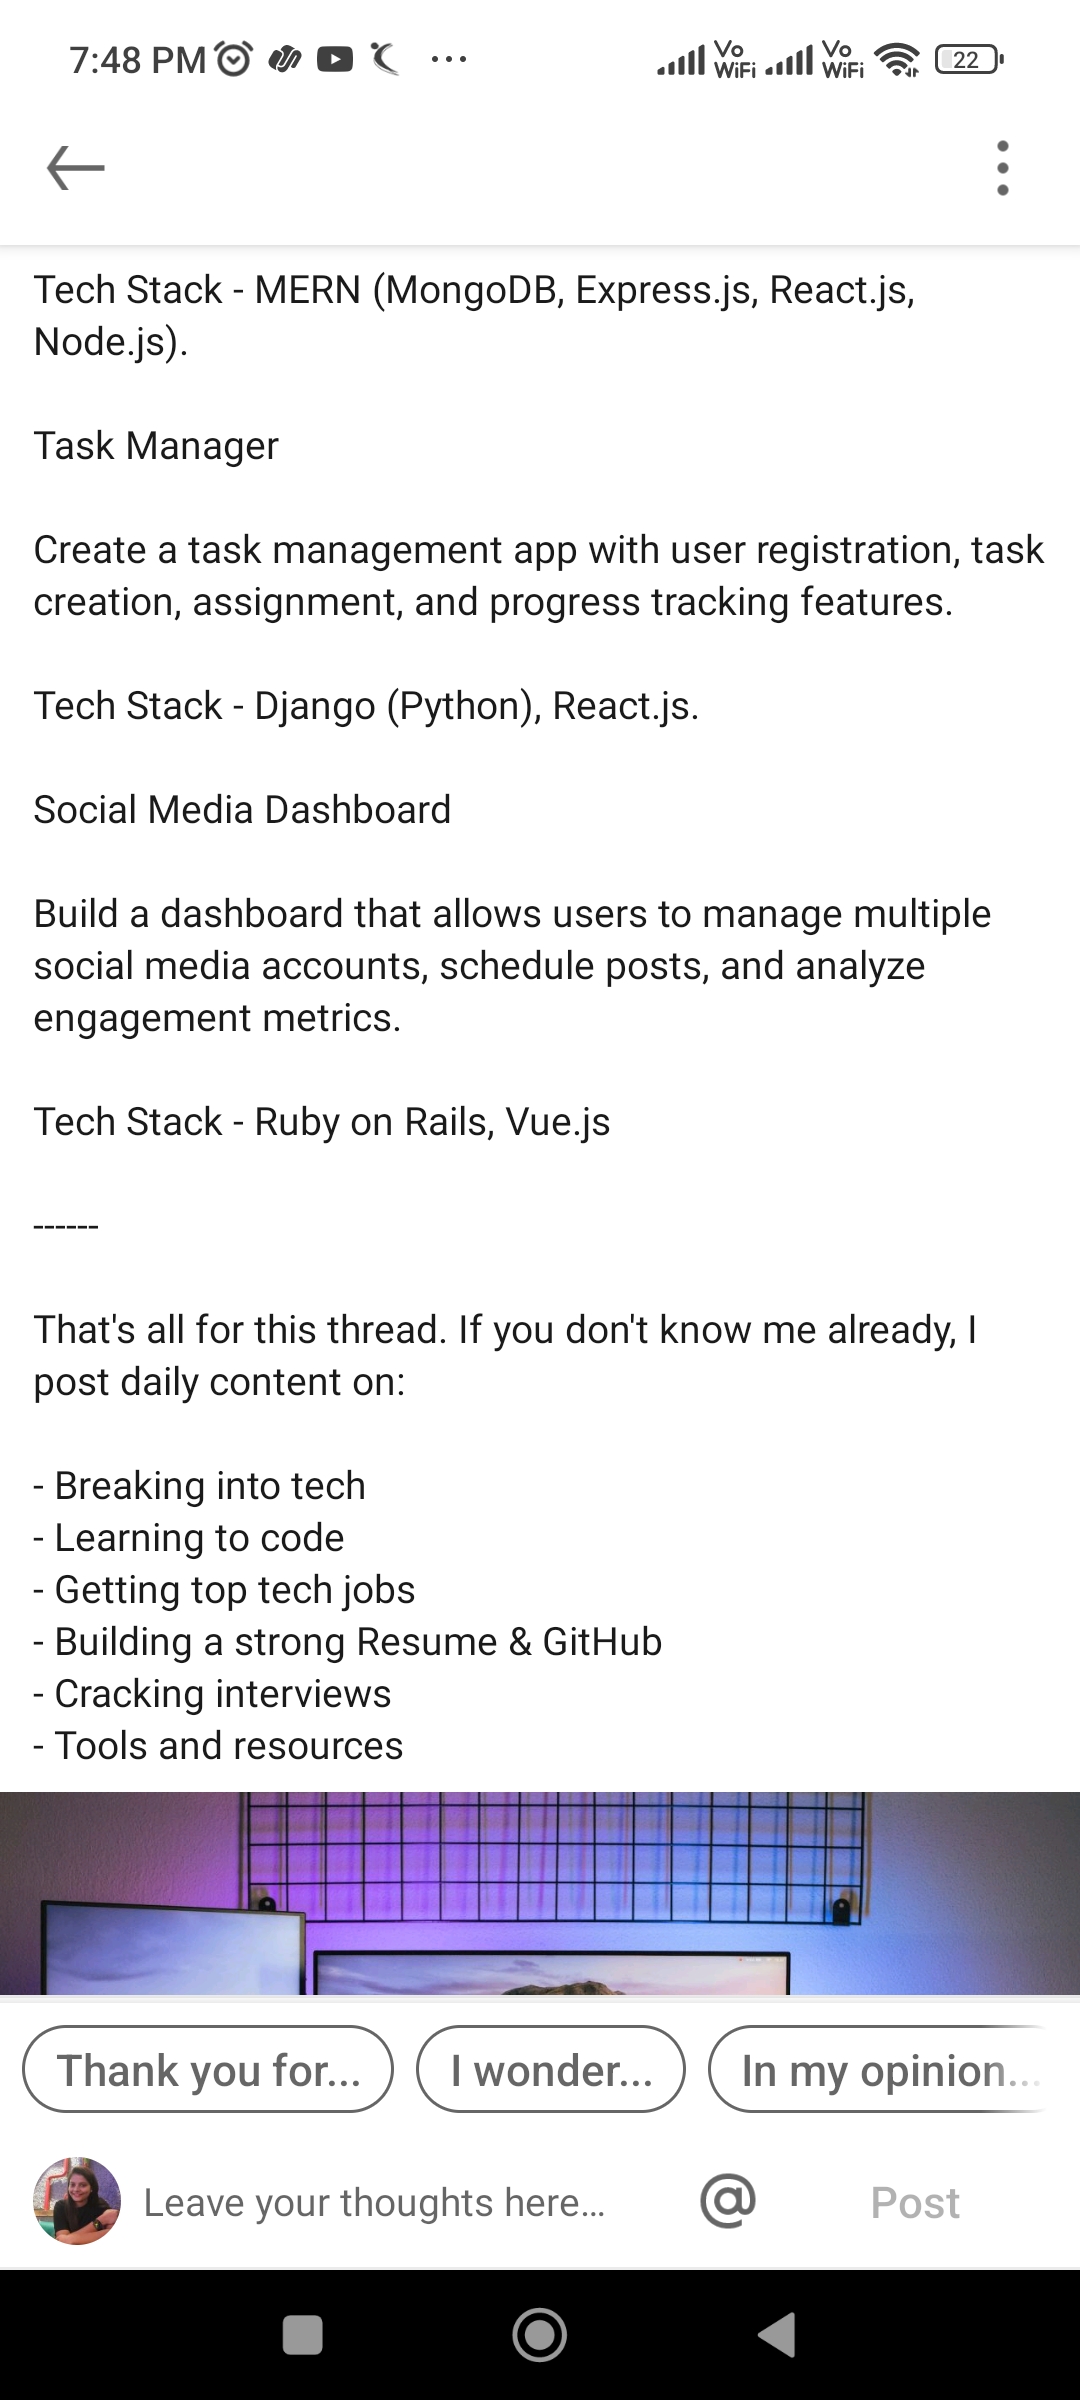 7:48 PM
Vo WiFi
Vo WiFi
22
Tech Stack - MERN (MongoDB, Express.js, React.js,
Node.js).
Task Manager
Create a task management app with user registration, task
creation, assignment, and progress tracking features.
Tech Stack - Django (Python), React.js.
Social Media Dashboard
Build a dashboard that allows users to manage multiple
social media accounts, schedule posts, and analyze
engagement metrics.
Tech Stack - Ruby on Rails, Vue.js
------
That's all for this thread. If you don't know me already, I
post daily content on:
- Breaking into tech
- Learning to code
- Getting top tech jobs
- Building a strong Resume & GitHub
- Cracking interviews
- Tools and resources
Thank you for... I wonder... In my opinion...
Leave your thoughts here... @ Post